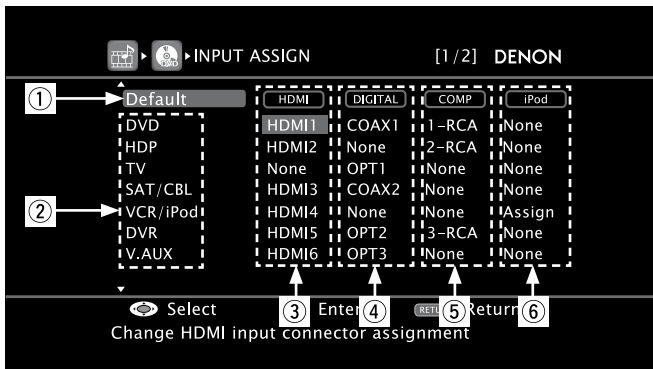 INPUT ASSIGN [1/2] DENON
① Default HDMI DIGITAL COMP iPod
DVD HDMI1 COAX1 1-RCA None
HDP HDMI2 None 2-RCA None
TV None OPT1 None None
SAT/CBL HDMI3 COAX2 None None
② VCR/iPod HDMI4 None None Assign
DVR HDMI5 OPT2 3-RCA None
V.AUX HDMI6 OPT3 None None
③ ④ ⑤ ⑥
Select Return
Change HDMI input connector assignment